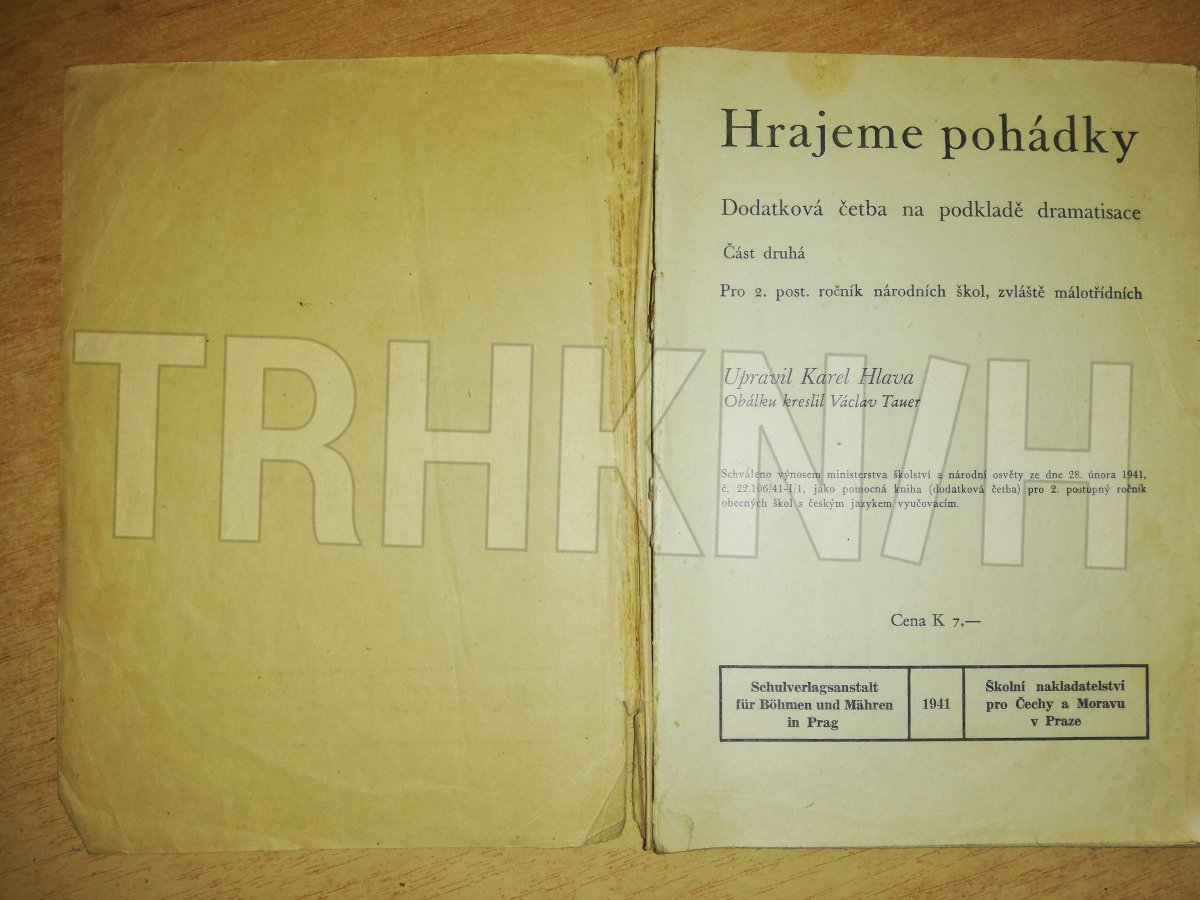 Hrajeme pohádky
Dodatková četba na podkladě dramatisace
Část druhá
Pro 2. post. ročník národních škol, zvláště málotřídních
Upravil Karel Hlava
Obálku kreslil Václav Tauer
Schváleno výnosem ministerstva školství a národní osvěty ze dne 28. února 1941,
č. 22.106/41-I/1, jako pomocná kniha (dodatková četba) pro 2. postupný ročník
obecných škol s českým jazykem vyučovacím.
Cena K 7,—
Schulverlagsanstalt
für Böhmen und Mähren
in Prag
1941
Školní nakladatelství
pro Čechy a Moravu
v Praze
TRHKN/H